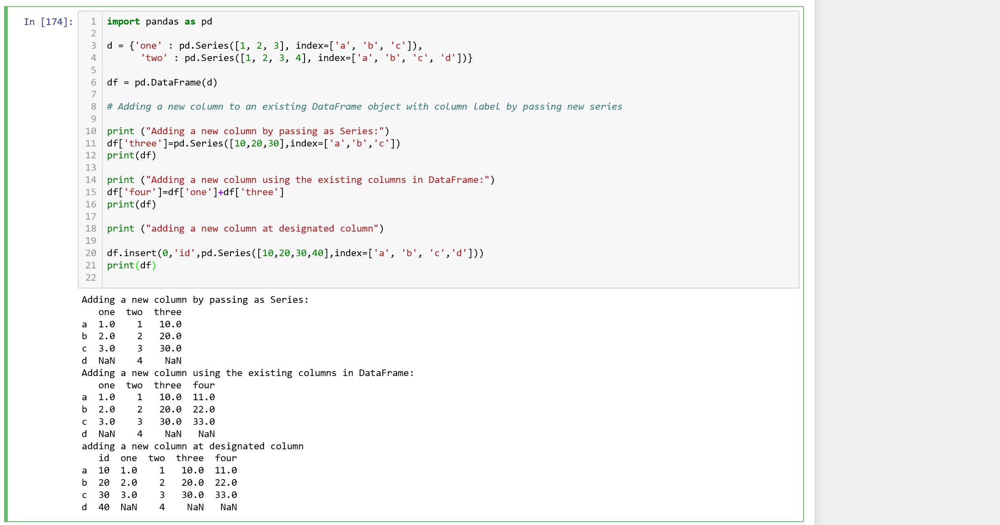 In [174]:
1 import pandas as pd
2
3 d = {'one' : pd.Series([1, 2, 3], index=['a', 'b', 'c']),
4       'two' : pd.Series([1, 2, 3, 4], index=['a', 'b', 'c', 'd'])}
5
6 df = pd.DataFrame(d)
7
8 # Adding a new column to an existing DataFrame object with column label by passing new series
9
10 print ("Adding a new column by passing as Series:")
11 df['three']=pd.Series([10,20,30],index=['a','b','c'])
12 print(df)
13
14 print ("Adding a new column using the existing columns in DataFrame:")
15 df['four']=df['one']+df['three']
16 print(df)
17
18 print ("adding a new column at designated column")
19
20 df.insert(0,'id',pd.Series([10,20,30,40],index=['a', 'b', 'c','d']))
21 print(df)
22
Adding a new column by passing as Series:
   one  two  three
a  1.0    1   10.0
b  2.0    2   20.0
c  3.0    3   30.0
d  NaN    4    NaN
Adding a new column using the existing columns in DataFrame:
   one  two  three  four
a  1.0    1   10.0  11.0
b  2.0    2   20.0  22.0
c  3.0    3   30.0  33.0
d  NaN    4    NaN   NaN
adding a new column at designated column
   id  one  two  three  four
a  10  1.0    1   10.0  11.0
b  20  2.0    2   20.0  22.0
c  30  3.0    3   30.0  33.0
d  40  NaN    4    NaN   NaN